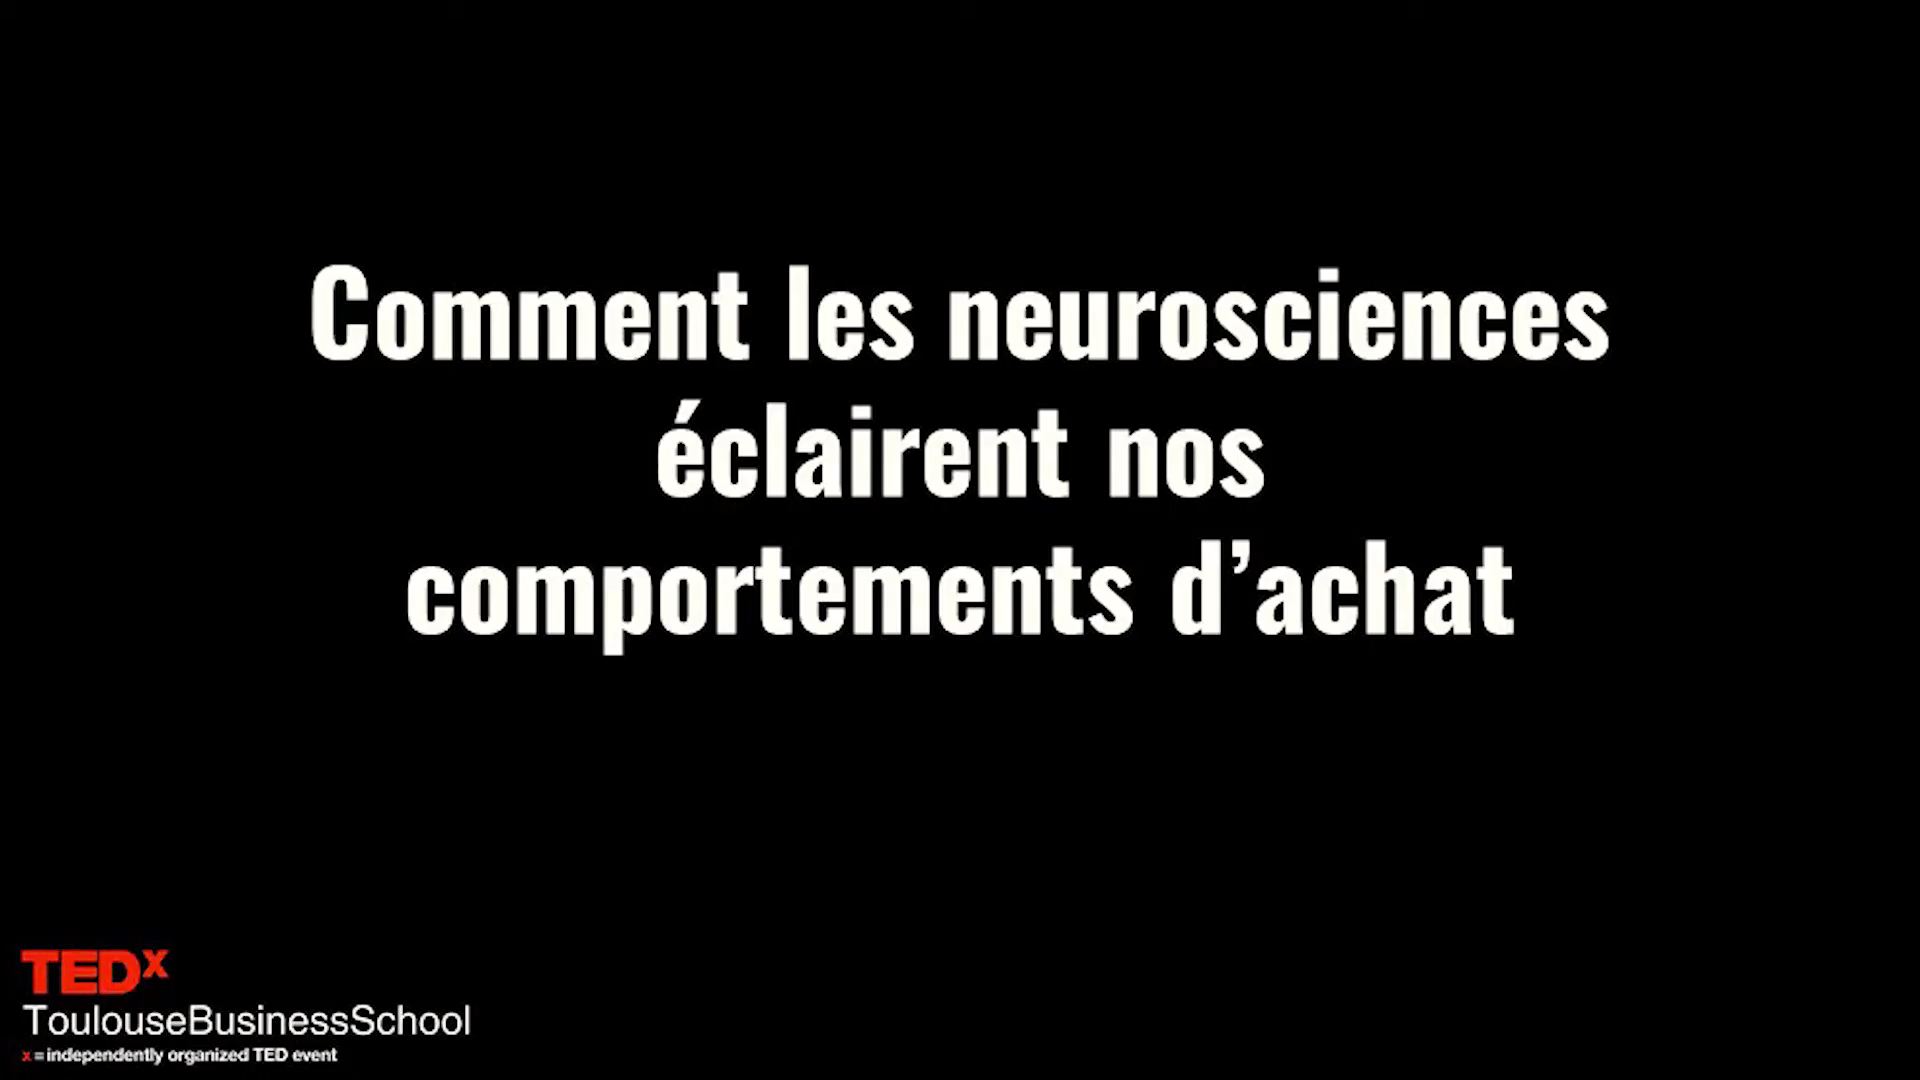 Comment les neurosciences
éclairent nos
comportements d’achat
TEDx
ToulouseBusinessSchool
x = independently organized TED event